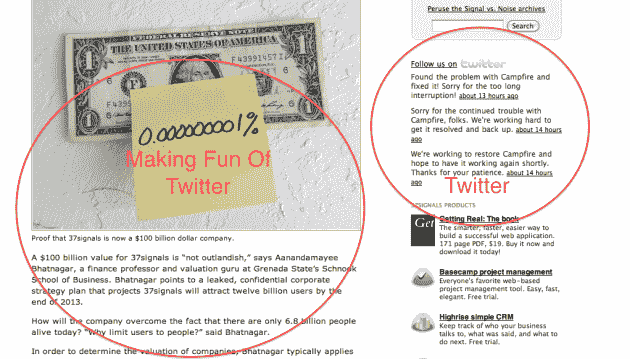 FEDERAL RESERVE NOTE
THE UNITED STATES OF AMERICA
F43991457I
F4399
0.00000001%
Making Fun Of
Twitter
Proof that 37signals is now a $100 billion dollar company.
A $100 billion value for 37signals is “not outlandish,” says Aanandamayee
Bhatnagar, a finance professor and valuation guru at Grenada State’s Schnook
School of Business. Bhatnagar points to a leaked, confidential corporate
strategy plan that projects 37signals will attract twelve billion users by the
end of 2013.
How will the company overcome the fact that there are only 6.8 billion people
alive today? “Why limit users to people?” said Bhatnagar.
In order to determine the valuation of companies, Bhatnagar typically applies
Peruse the Signal vs. Noise archives
Search
Follow us on twitter
Found the problem with Campfire and
fixed it! Sorry for the too long
interruption! about 13 hours ago
Sorry for the continued trouble with
Campfire, folks. We're working hard to
get it resolved and back up. about 14 hours
ago
We're working to restore Campfire and
hope to have it working again shortly.
Thanks for your patience. about 14 hours
ago
Twitter
37SIGNALS PRODUCTS
Get
Getting Real: The book
The smarter, faster, easier way to
build a successful web application.
171 page PDF, $19. Buy it now and
download it today!
Basecamp project management
Everyone's favorite web-based
project management tool. Easy, fast,
elegant. Free trial.
Highrise simple CRM
Keep track of who your business
talks to, what was said, and what to
do next. Free trial.